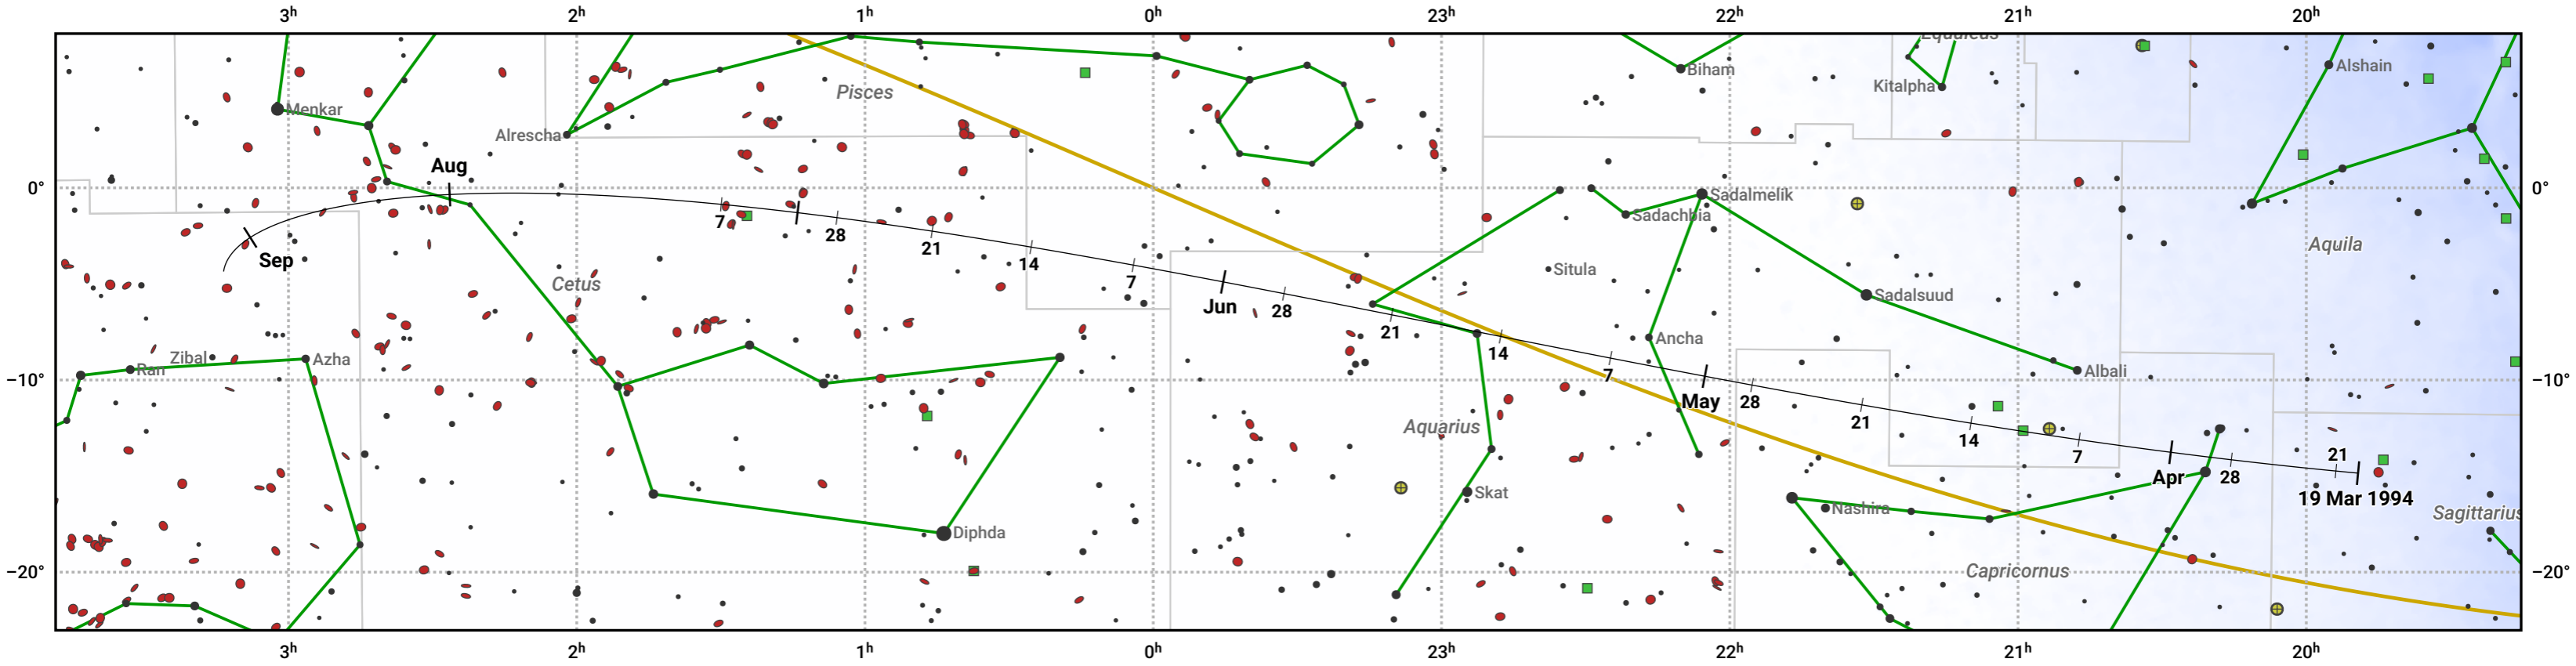 3h 2h 1h 0h 23h 22h 21h 20h
Equuleus
Menkar
Pisces
Biham
Kitalpha
Alshain
Alrescha
Aug
0°
0°
Sadalmelik
7
28
21
14
7
Sadachbia
Sep
Cetus
Jun
28
21
14
7
Situla
Sadalsuud
Aquila
Ancha
Zibal
Azha
Ran
Albali
−10°
−10°
May
28
21
14
7
Apr
28
21
19 Mar 1994
Aquarius
Skat
Nashira
Sagittarius
Diphda
Capricornus
−20°
−20°
3h 2h 1h 0h 23h 22h 21h 20h